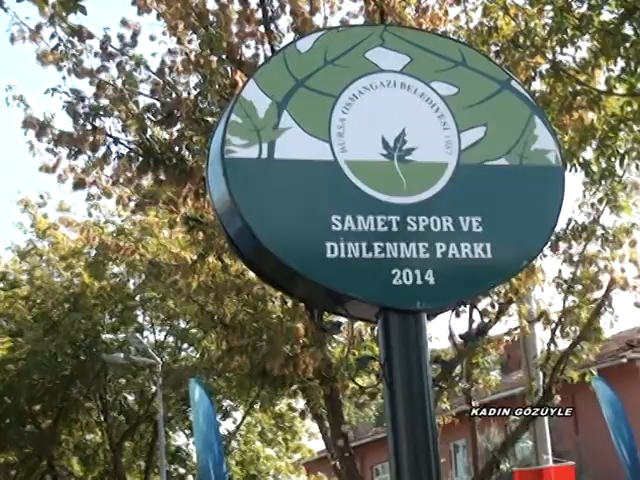 BURSA OSMANGAZİ BELEDİYESİ 1987
SAMET SPOR VE
DİNLENME PARKI
2014
KADIN GÖZÜYLE